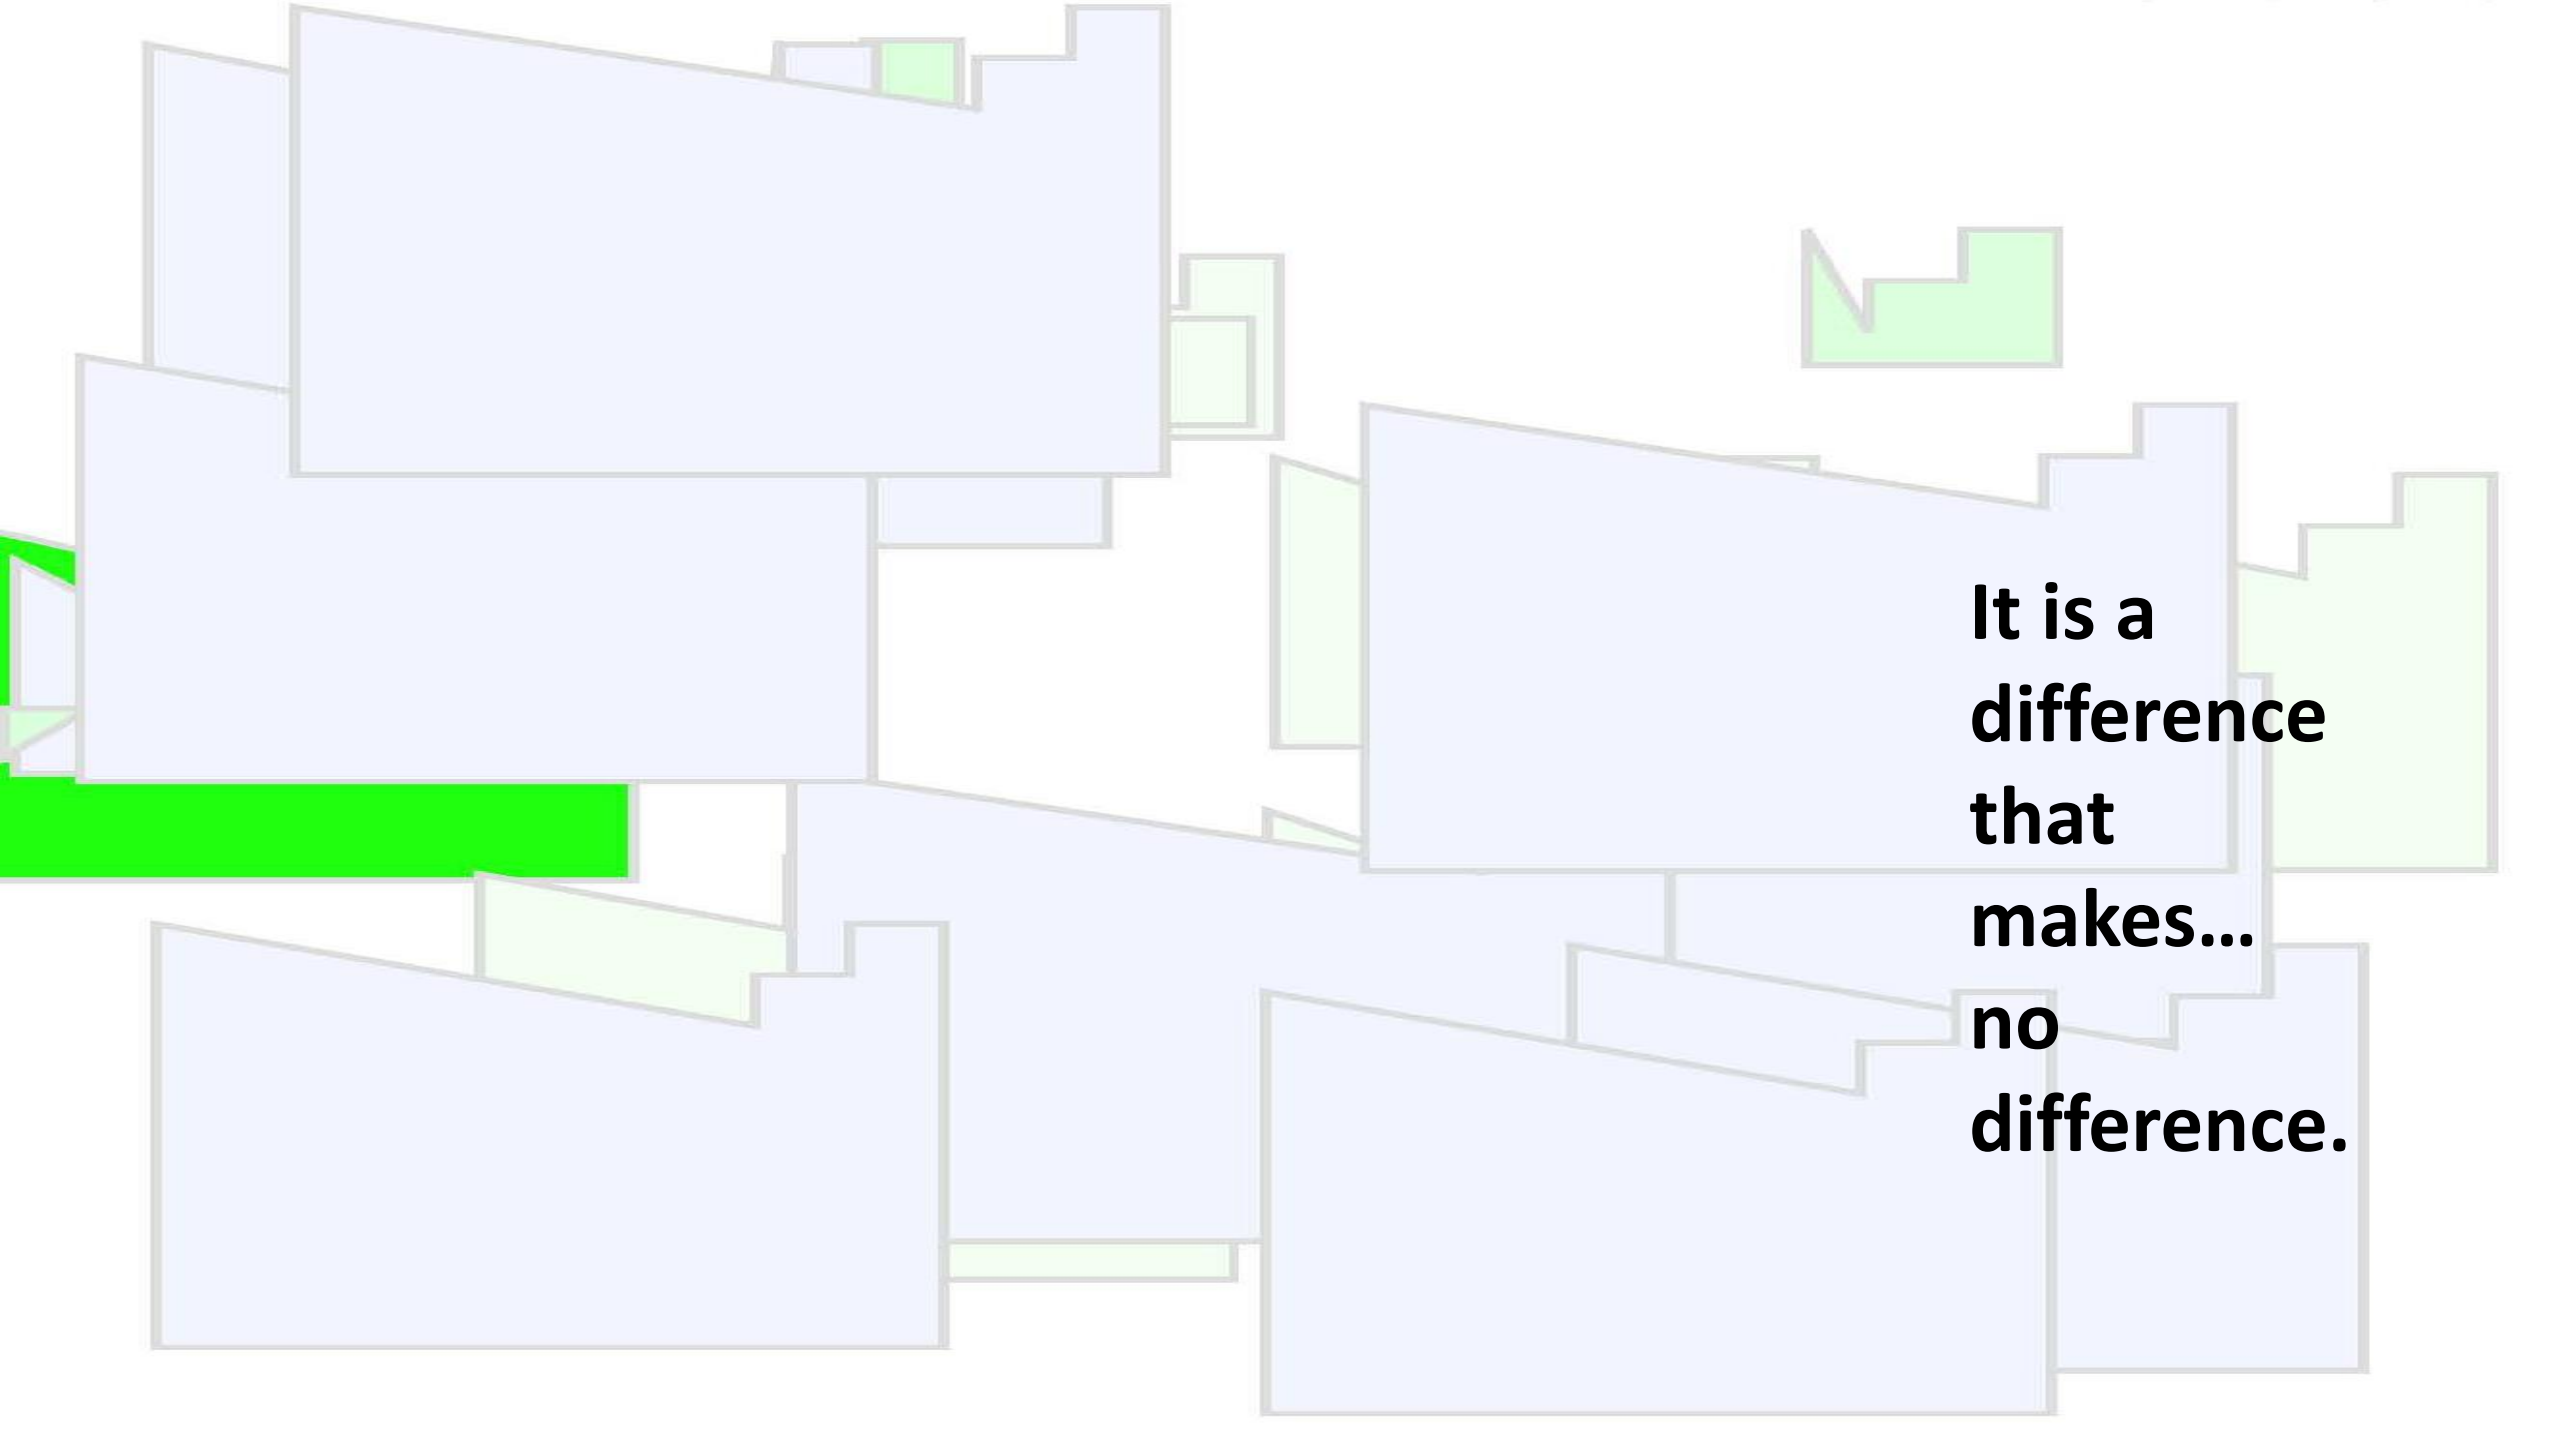 It is a
difference
that
makes…
no
difference.